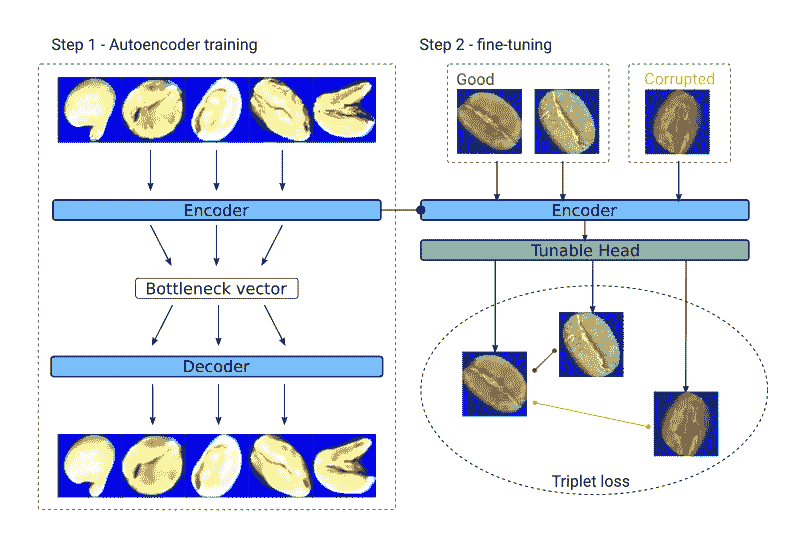 Step 1 - Autoencoder training
Encoder
Bottleneck vector
Decoder
Step 2 - fine-tuning
Good
Corrupted
Encoder
Tunable Head
Triplet loss